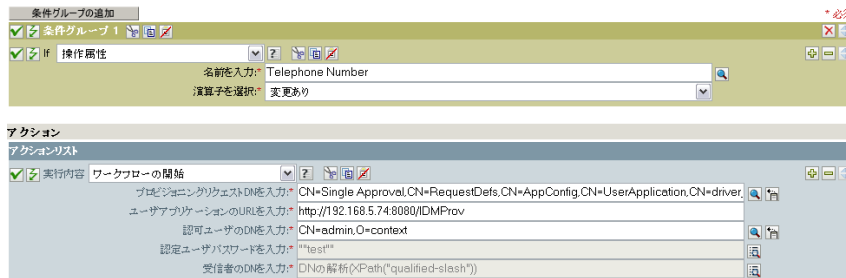 条件グループの追加
* 必須
条件グループ 1
If 操作属性
名前を入力:* Telephone Number
演算子を選択:* 変更あり
アクション
アクションリスト
実行内容 ワークフローの開始
プロビジョニングリクエストDNを入力:* CN=Single Approval,CN=RequestDefs,CN=AppConfig,CN=UserApplication,CN=driver,
ユーザアプリケーションのURLを入力:* http://192.168.5.74:8080/IDMProv
認可ユーザのDNを入力:* CN=admin,O=context
認定ユーザパスワードを入力:* ""test""
受信者のDNを入力:* DNの解析(XPath("qualified-slash"))